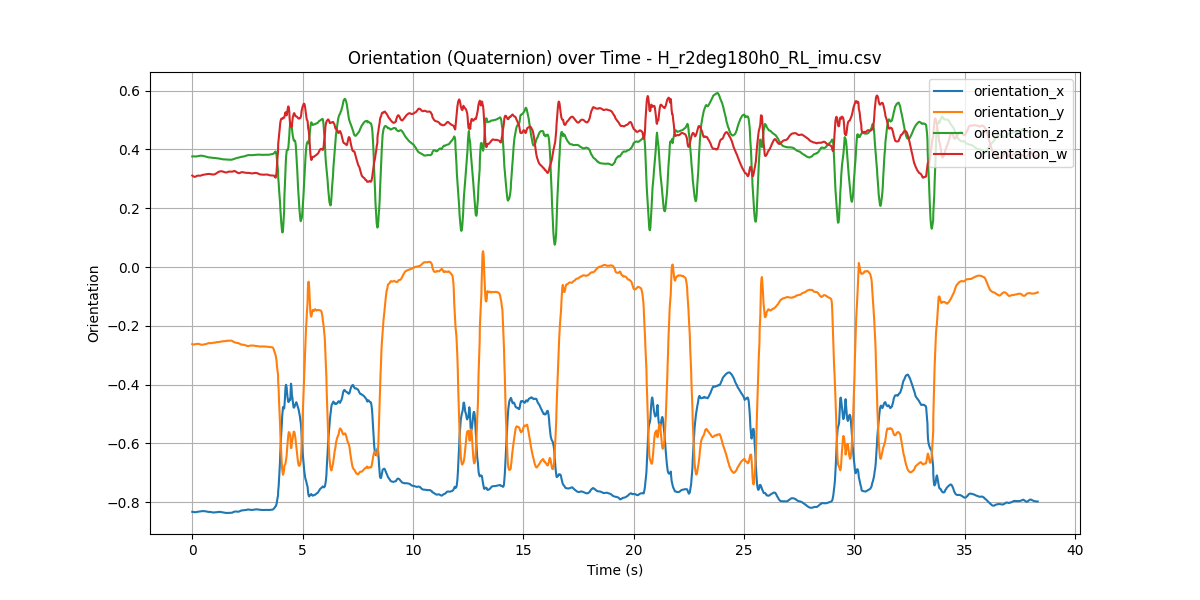 Orientation (Quaternion) over Time - H_r2deg180h0_RL_imu.csv
0.6
0.4
0.2
0.0
−0.2
−0.4
−0.6
−0.8
Orientation
orientation_x
orientation_y
orientation_z
orientation_w
0 5 10 15 20 25 30 35 40
Time (s)